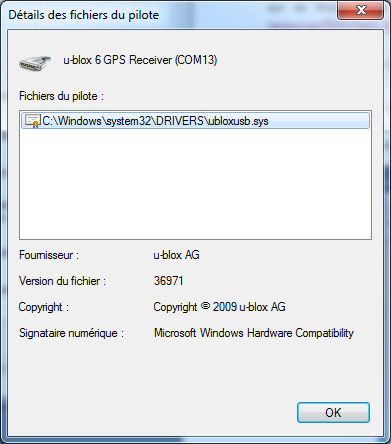 Détails des fichiers du pilote
u-blox 6 GPS Receiver (COM13)
Fichiers du pilote :
C:\Windows\system32\DRIVERS\ubloxusb.sys
Fournisseur : u-blox AG
Version du fichier : 36971
Copyright : Copyright © 2009 u-blox AG
Signataire numérique : Microsoft Windows Hardware Compatibility
OK